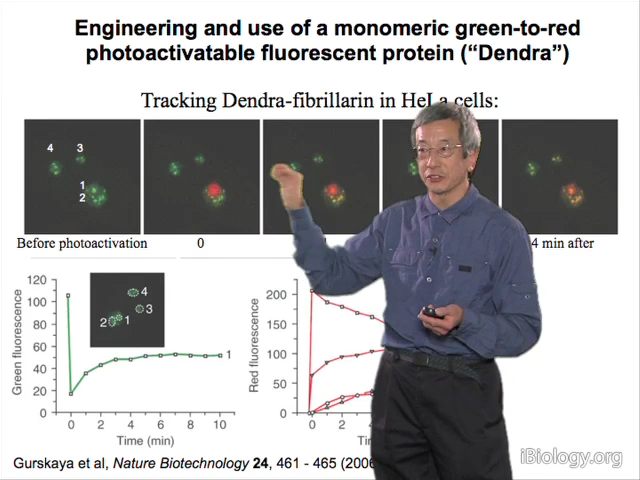 Engineering and use of a monomeric green-to-red
photoactivatable fluorescent protein (“Dendra”)
Tracking Dendra-fibrillarin in HeLa cells:
4 3
1
2
Before photoactivation 0 4 min after
120
100
80
60
40
20
0
Green fluorescence
4
3
2 1
1
0 2 4 6 8 10
Time (min)
200
150
100
50
0
Red fluorescence
0 2 4
Gurskaya et al, Nature Biotechnology 24, 461 - 465 (2006
iBiology.org